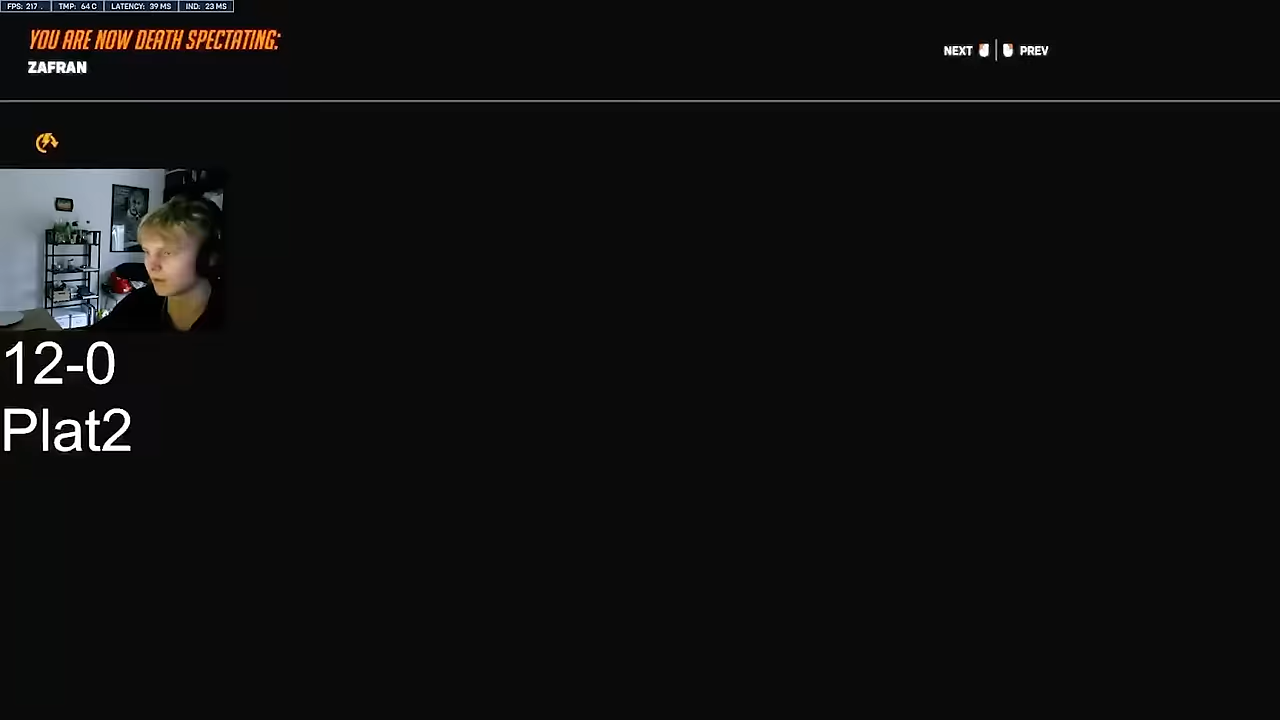 FPS: 217 . TMP: 64 C LATENCY: 39 MS IND: 23 MS
YOU ARE NOW DEATH SPECTATING:
ZAFRAN
NEXT PREV
12-0
Plat2